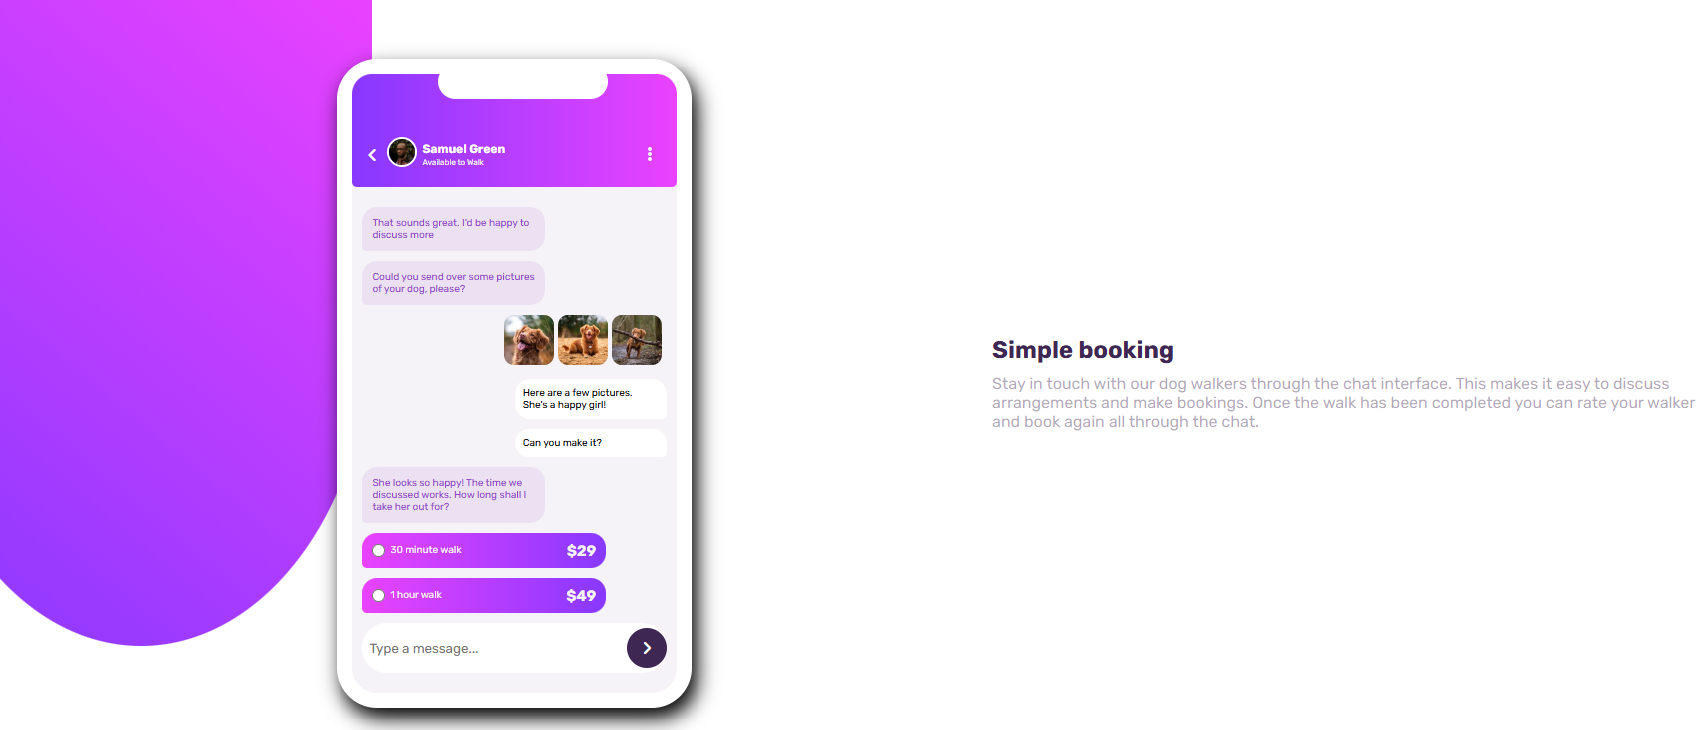 Samuel Green
Available to Walk
That sounds great. I'd be happy to
discuss more
Could you send over some pictures
of your dog, please?
Here are a few pictures.
She's a happy girl!
Can you make it?
She looks so happy! The time we
discussed works. How long shall I
take her out for?
30 minute walk $29
1 hour walk $49
Type a message...
Simple booking
Stay in touch with our dog walkers through the chat interface. This makes it easy to discuss
arrangements and make bookings. Once the walk has been completed you can rate your walker
and book again all through the chat.